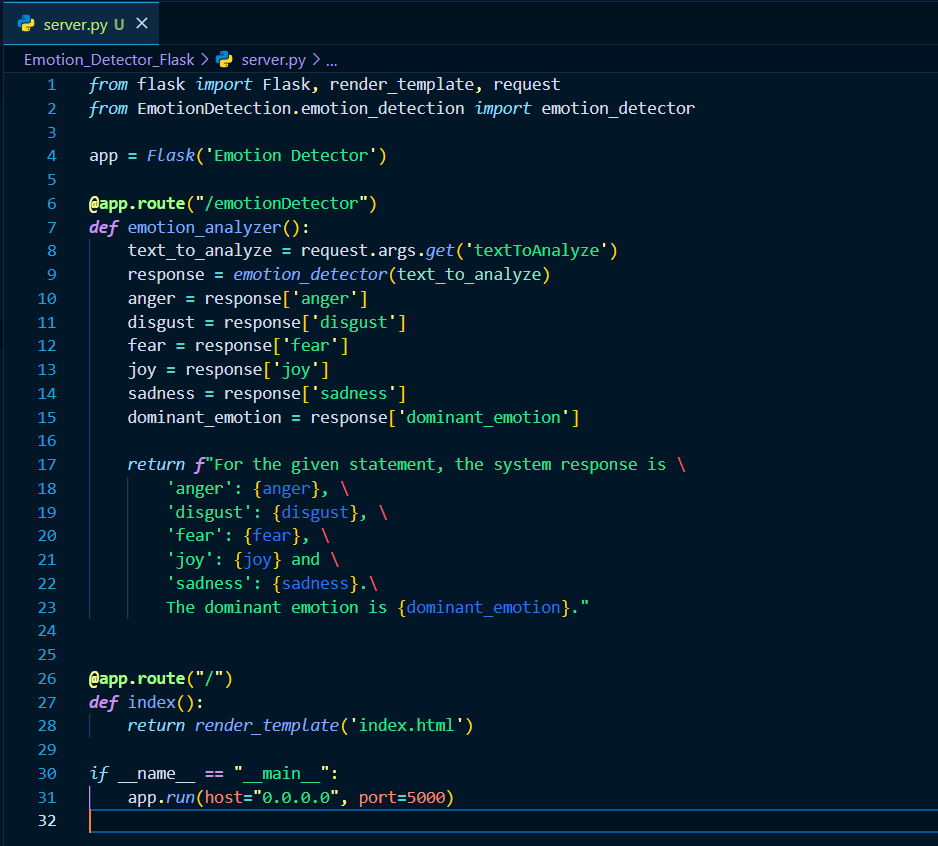 server.py U ×
Emotion_Detector_Flask > server.py > ...
1 from flask import Flask, render_template, request
2 from EmotionDetection.emotion_detection import emotion_detector
3
4 app = Flask('Emotion Detector')
5
6 @app.route("/emotionDetector")
7 def emotion_analyzer():
8     text_to_analyze = request.args.get('textToAnalyze')
9     response = emotion_detector(text_to_analyze)
10     anger = response['anger']
11     disgust = response['disgust']
12     fear = response['fear']
13     joy = response['joy']
14     sadness = response['sadness']
15     dominant_emotion = response['dominant_emotion']
16
17     return f"For the given statement, the system response is \
18         'anger': {anger}, \
19         'disgust': {disgust}, \
20         'fear': {fear}, \
21         'joy': {joy} and \
22         'sadness': {sadness}.\
23         The dominant emotion is {dominant_emotion}."
24
25
26 @app.route("/")
27 def index():
28     return render_template('index.html')
29
30 if __name__ == "__main__":
31     app.run(host="0.0.0.0", port=5000)
32